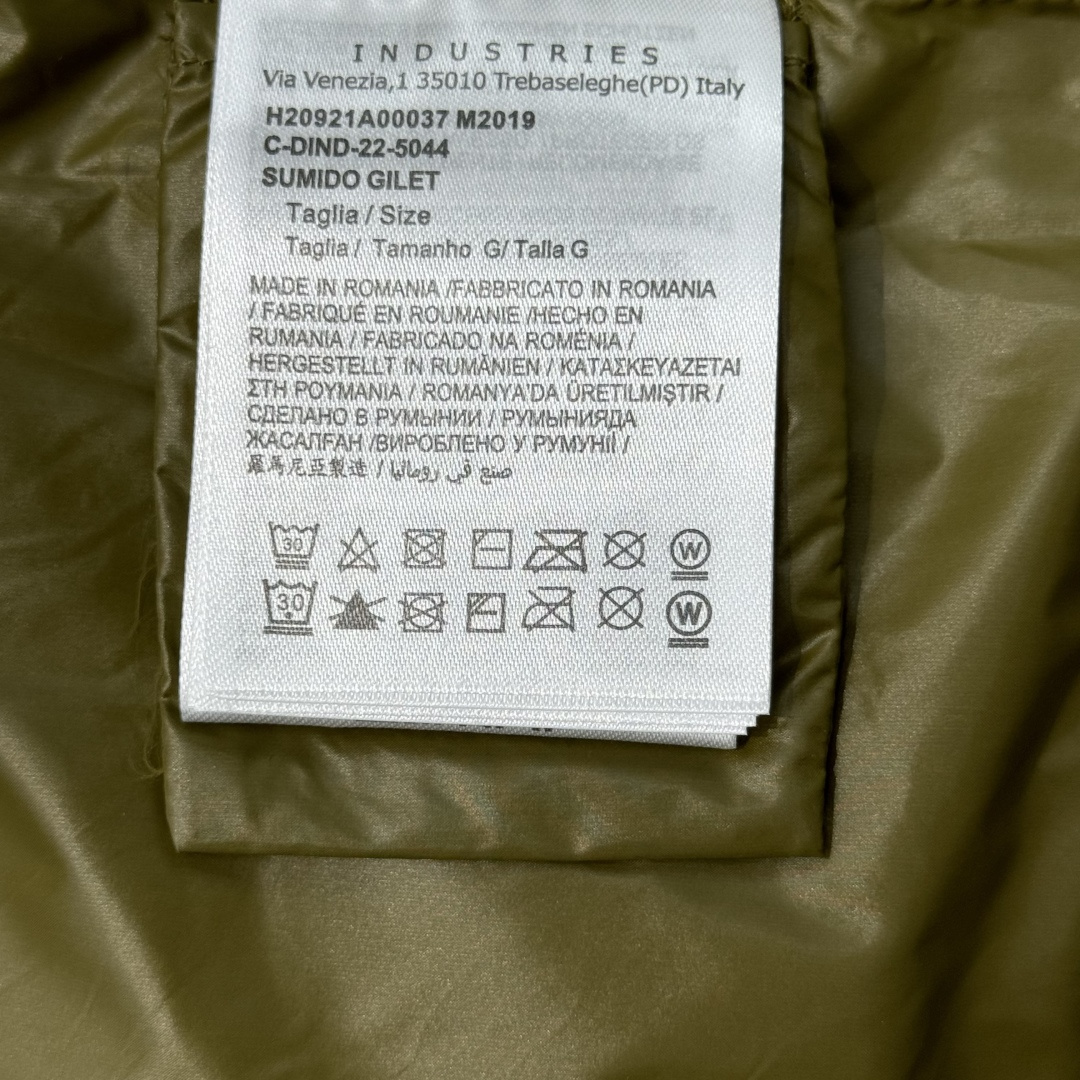 INDUSTRIES
Via Venezia,1 35010 Trebaseleghe(PD) Italy
H20921A00037 M2019
C-DIND-22-5044
SUMIDO GILET
Taglia / Size
Taglia / Tamanho G/ Talla G
MADE IN ROMANIA /FABBRICATO IN ROMANIA
/ FABRIQUÉ EN ROUMANIE /HECHO EN
RUMANIA / FABRICADO NA ROMÉNIA /
HERGESTELLT IN RUMÄNIEN / ΚΑΤΑΣΚΕΥΑΖΕΤΑΙ
ΣΤΗ ΡΟΥΜΑΝΙΑ / ROMANYA'DA ÜRETILMIŞTIR /
СДЕЛАНО В РУМЫНИИ / РУМЫНИЯДА
ЖАСАЛҒАН /ВИРОБЛЕНО У РУМУНІЇ /
羅馬尼亞製造 / صنع في رومانيا
30 W
30 W